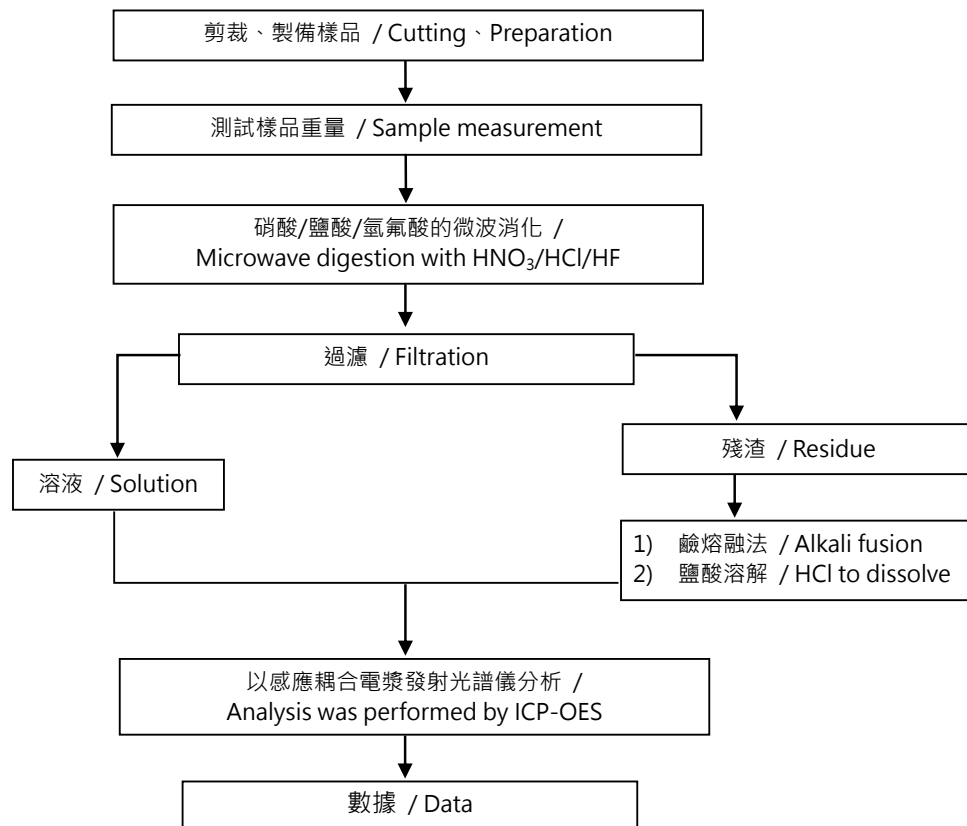 剪裁、製備樣品 / Cutting、Preparation
測試樣品重量 / Sample measurement
硝酸/鹽酸/氫氟酸的微波消化 /
Microwave digestion with HNO₃/HCl/HF
過濾 / Filtration
溶液 / Solution
殘渣 / Residue
1) 鹼熔融法 / Alkali fusion
2) 鹽酸溶解 / HCl to dissolve
以感應耦合電漿發射光譜儀分析 /
Analysis was performed by ICP-OES
數據 / Data